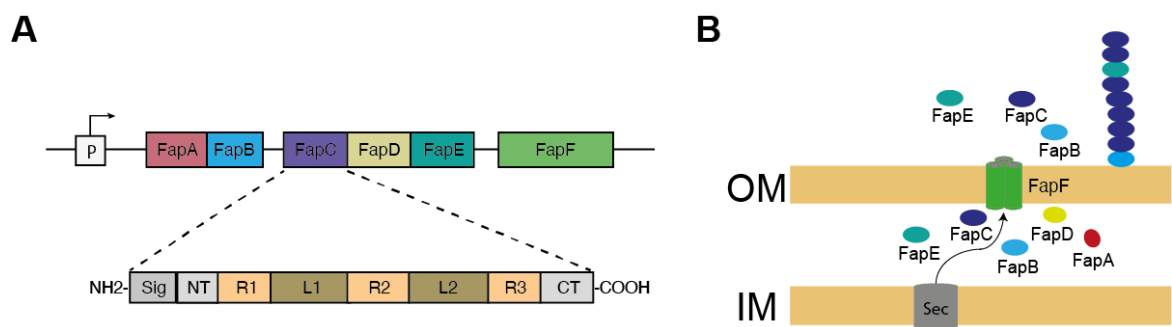 A
P
FapA FapB FapC FapD FapE FapF
NH2- Sig NT R1 L1 R2 L2 R3 CT -COOH
B
FapE
FapC
FapB
OM
FapF
FapC
FapD
FapE
FapB
FapA
IM
Sec